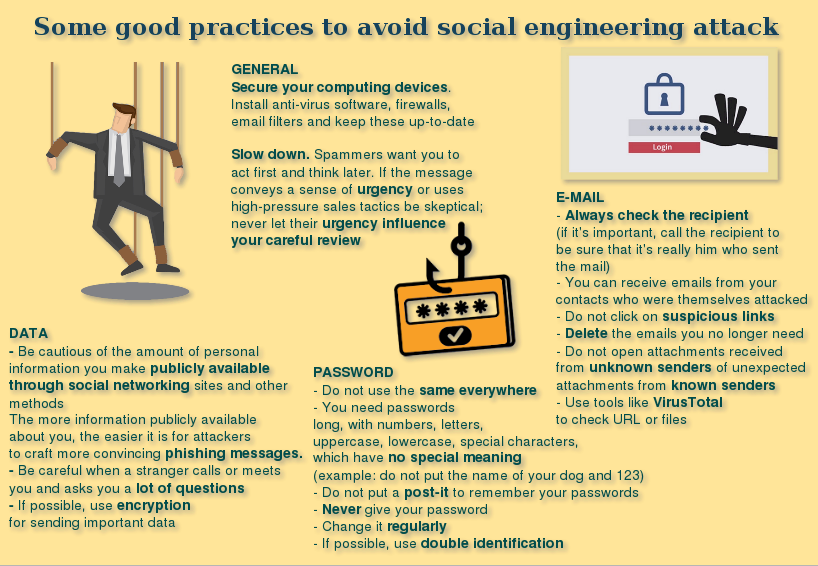 Some good practices to avoid social engineering attack
GENERAL
Secure your computing devices.
Install anti-virus software, firewalls,
email filters and keep these up-to-date
Slow down. Spammers want you to
act first and think later. If the message
conveys a sense of urgency or uses
high-pressure sales tactics be skeptical;
never let their urgency influence
your careful review
********
Login
E-MAIL
- Always check the recipient
(if it's important, call the recipient to
be sure that it's really him who sent
the mail)
- You can receive emails from your
contacts who were themselves attacked
- Do not click on suspicious links
- Delete the emails you no longer need
- Do not open attachments received
from unknown senders of unexpected
attachments from known senders
- Use tools like VirusTotal
to check URL or files
DATA
- Be cautious of the amount of personal
information you make publicly available
through social networking sites and other
methods
The more information publicly available
about you, the easier it is for attackers
to craft more convincing phishing messages.
- Be careful when a stranger calls or meets
you and asks you a lot of questions
- If possible, use encryption
for sending important data
****
PASSWORD
- Do not use the same everywhere
- You need passwords
long, with numbers, letters,
uppercase, lowercase, special characters,
which have no special meaning
(example: do not put the name of your dog and 123)
- Do not put a post-it to remember your passwords
- Never give your password
- Change it regularly
- If possible, use double identification